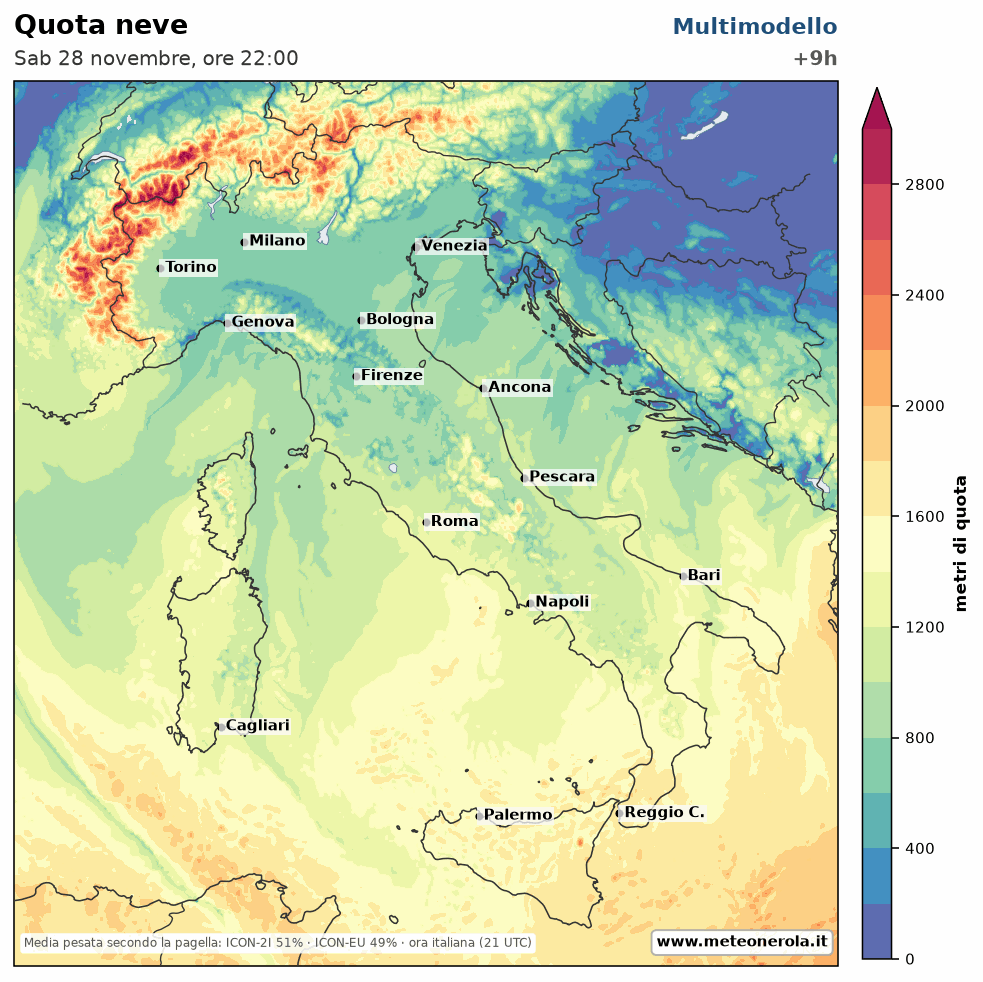 Quota neve
Multimodello
Sab 28 novembre, ore 22:00
+9h
Milano
Venezia
Torino
Genova
Bologna
Firenze
Ancona
Pescara
Roma
Bari
Napoli
Cagliari
Palermo
Reggio C.
2800
2400
2000
1600
1200
800
400
0
metri di quota
Media pesata secondo la pagella: ICON-2I 51% · ICON-EU 49% · ora italiana (21 UTC)
www.meteonerola.it